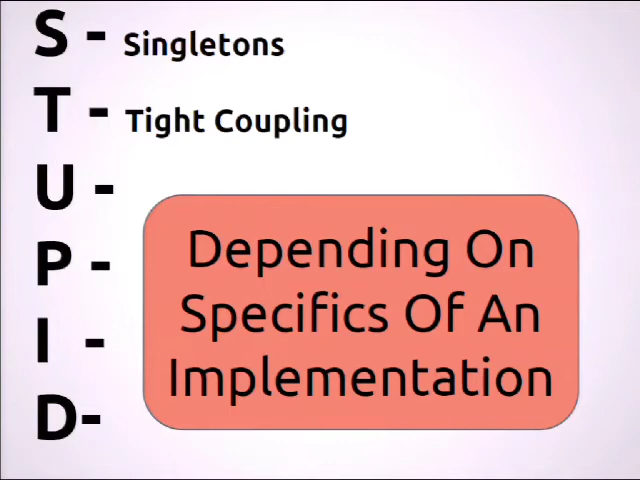 S - Singletons
T - Tight Coupling
U -
P -
I -
D-
Depending On
Specifics Of An
Implementation